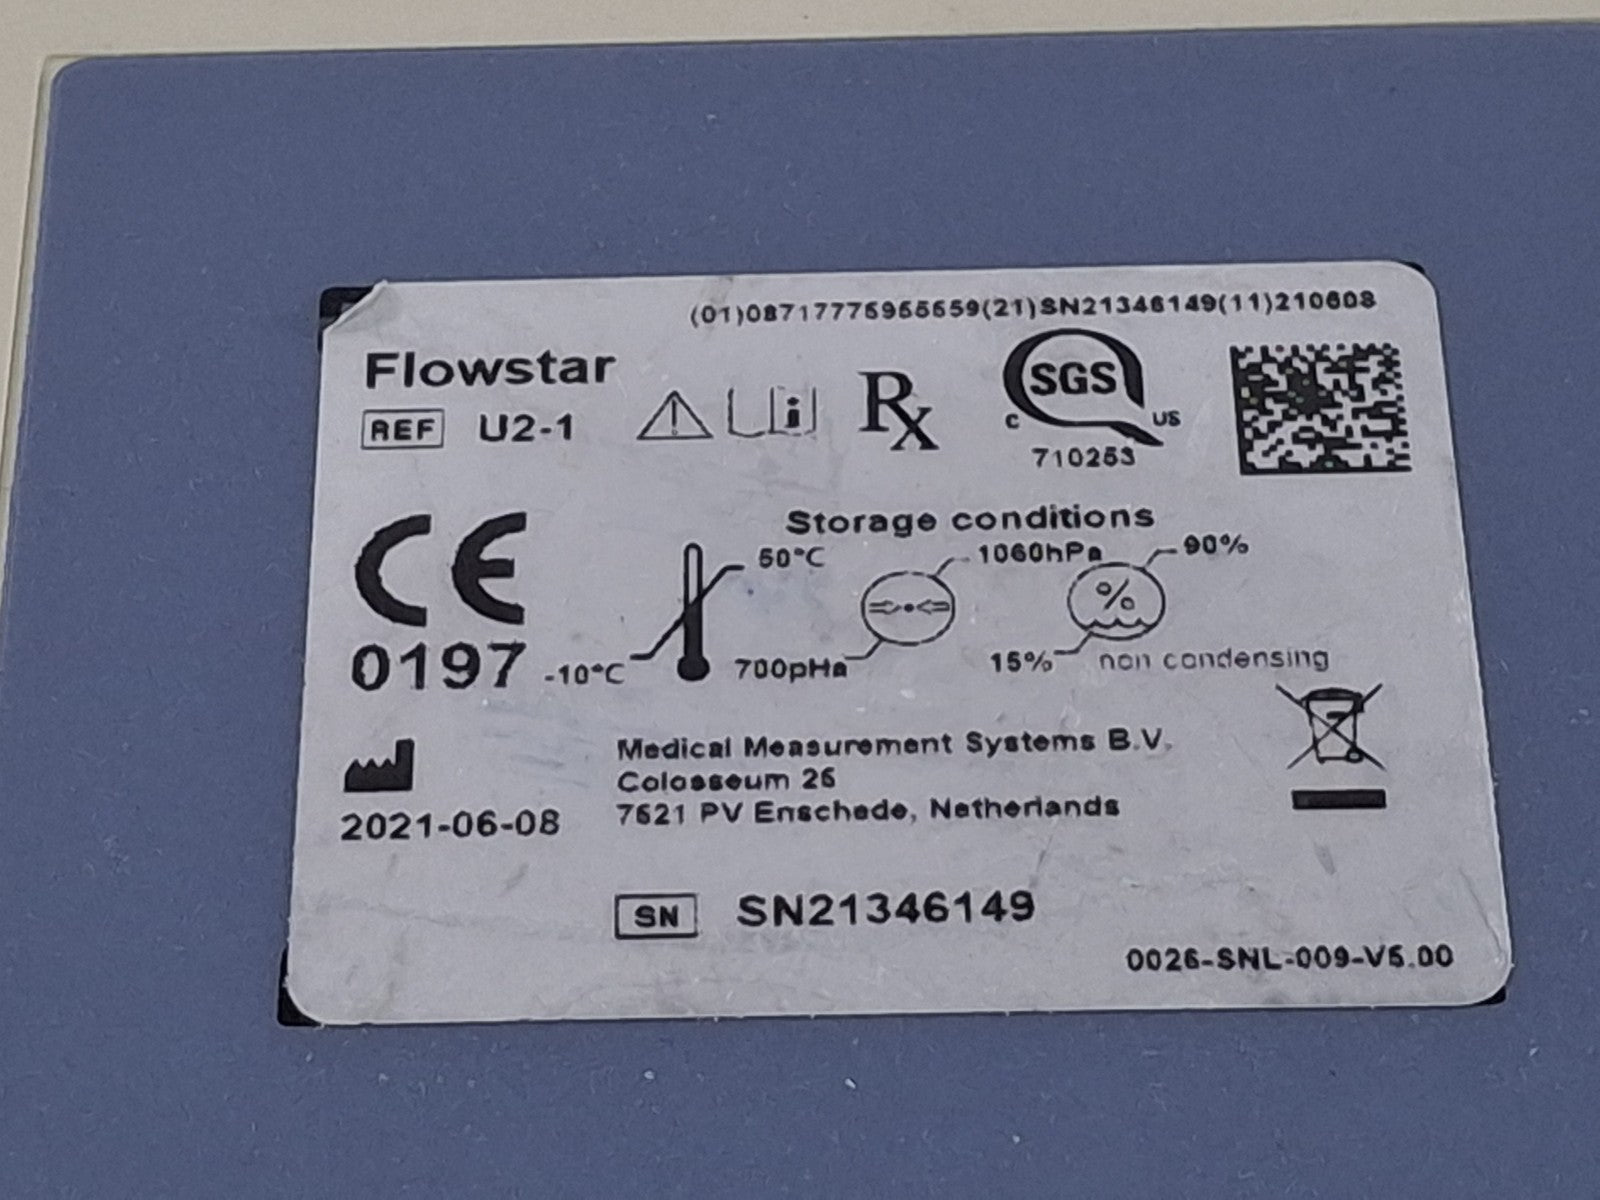 (01)08717775955559(21)SN21346149(11)210608
Flowstar
REF U2-1
Rx
SGS
C US
710253
CE
0197
Storage conditions
-10°C 50°C
700pHa 1060hPa
15% 90%
non condensing
2021-06-08
Medical Measurement Systems B.V.
Colosseum 25
7521 PV Enschede, Netherlands
SN SN21346149
0026-SNL-009-V5.00